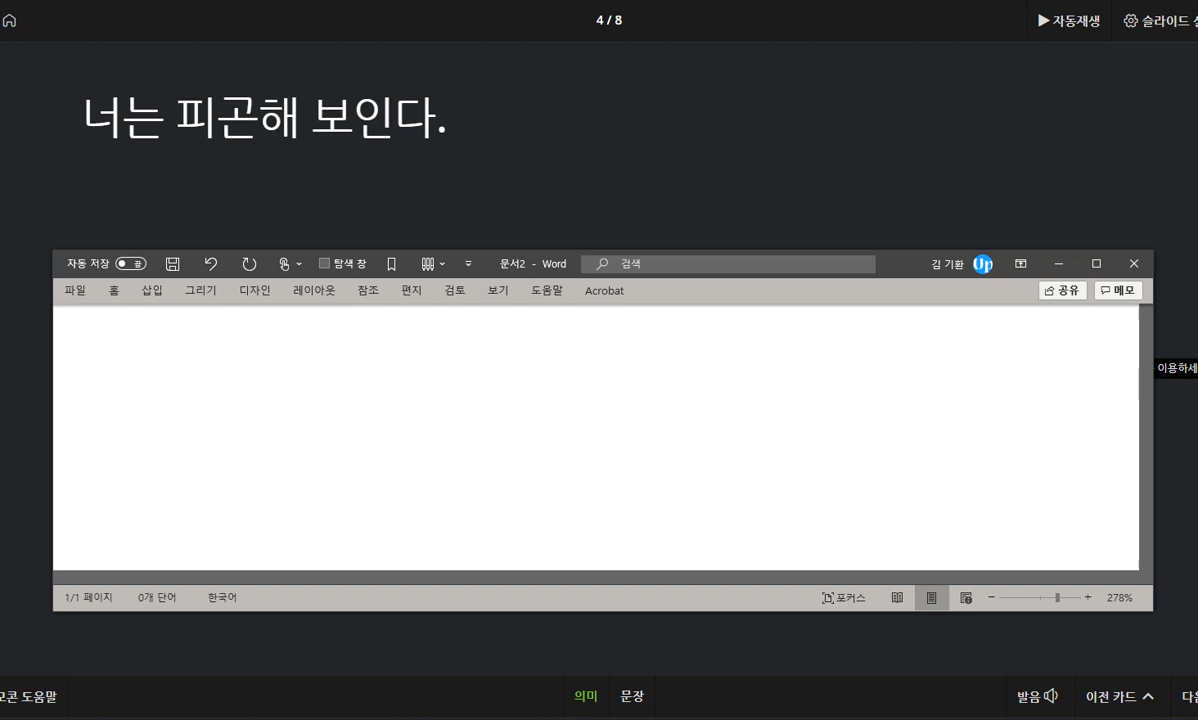 4 / 8
자동재생
슬라이드
너는 피곤해 보인다.
자동 저장
탐색 창
문서2 - Word
검색
김 기환
Up
파일 홈 삽입 그리기 디자인 레이아웃 참조 편지 검토 보기 도움말 Acrobat
공유 메모
이용하세
1/1 페이지 0개 단어 한국어
포커스
278%
도움말
의미 문장
발음
이전 카드